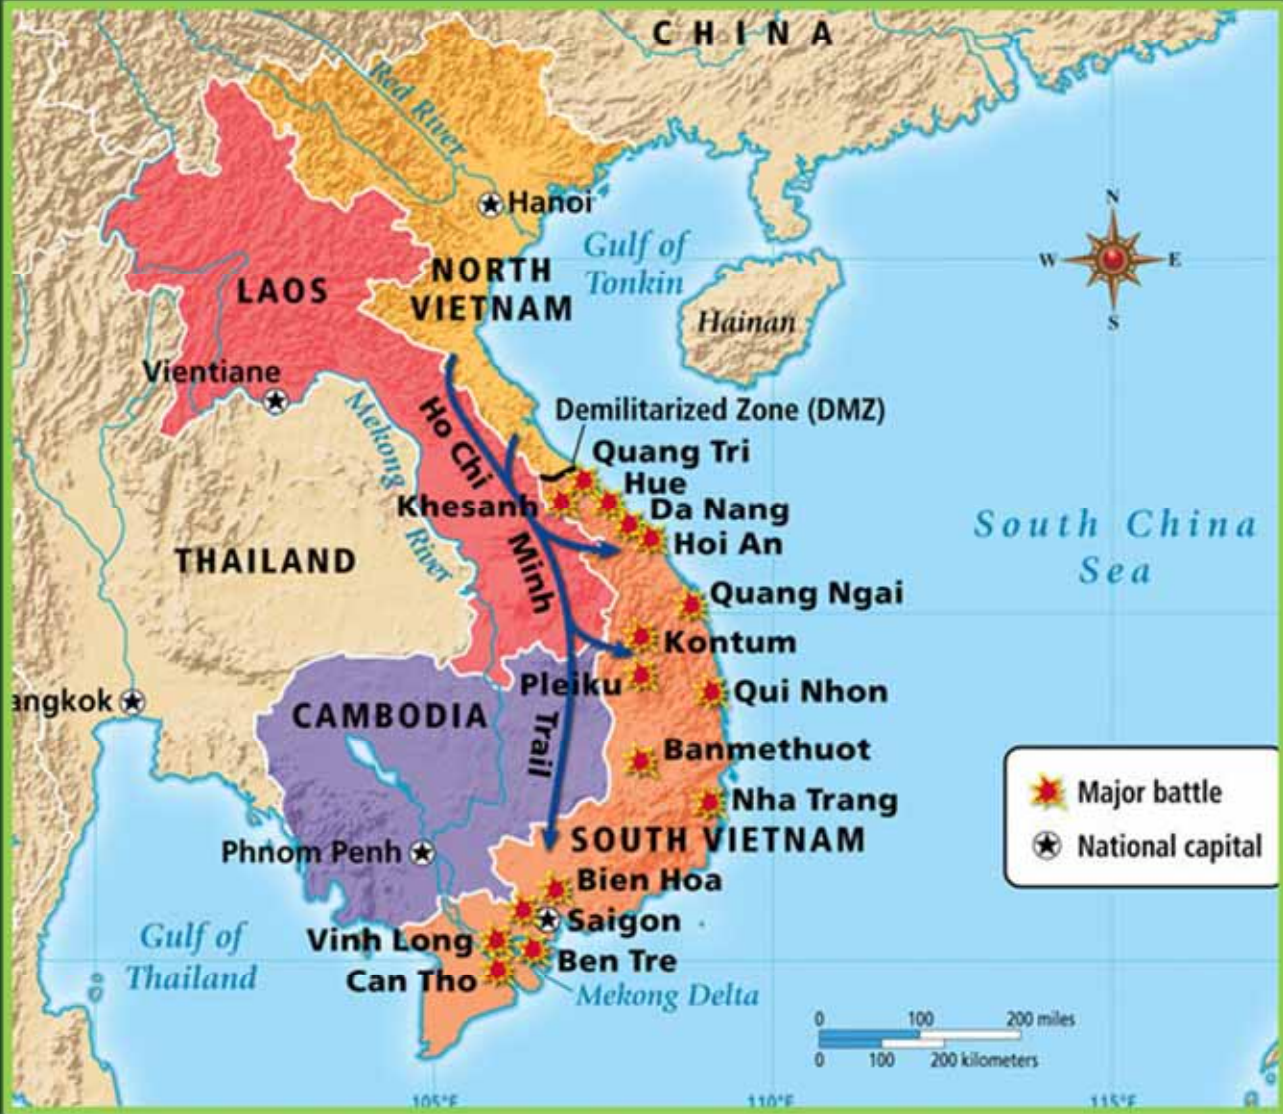 CHINA
Red River
Hanoi
Gulf of
Tonkin
NORTH
VIETNAM
LAOS
Hainan
N
W
E
S
Vientiane
Mekong
River
Ho Chi
Minh
Trail
Demilitarized Zone (DMZ)
Quang Tri
Hue
Khesanh
Da Nang
Hoi An
South China
Sea
THAILAND
Quang Ngai
Kontum
Pleiku
Qui Nhon
angkok
CAMBODIA
Banmethuot
Nha Trang
SOUTH VIETNAM
Phnom Penh
Bien Hoa
Saigon
Vinh Long
Ben Tre
Can Tho
Mekong Delta
Gulf of
Thailand
Major battle
National capital
0 100 200 miles
0 100 200 kilometers
105°E 110°E 115°E